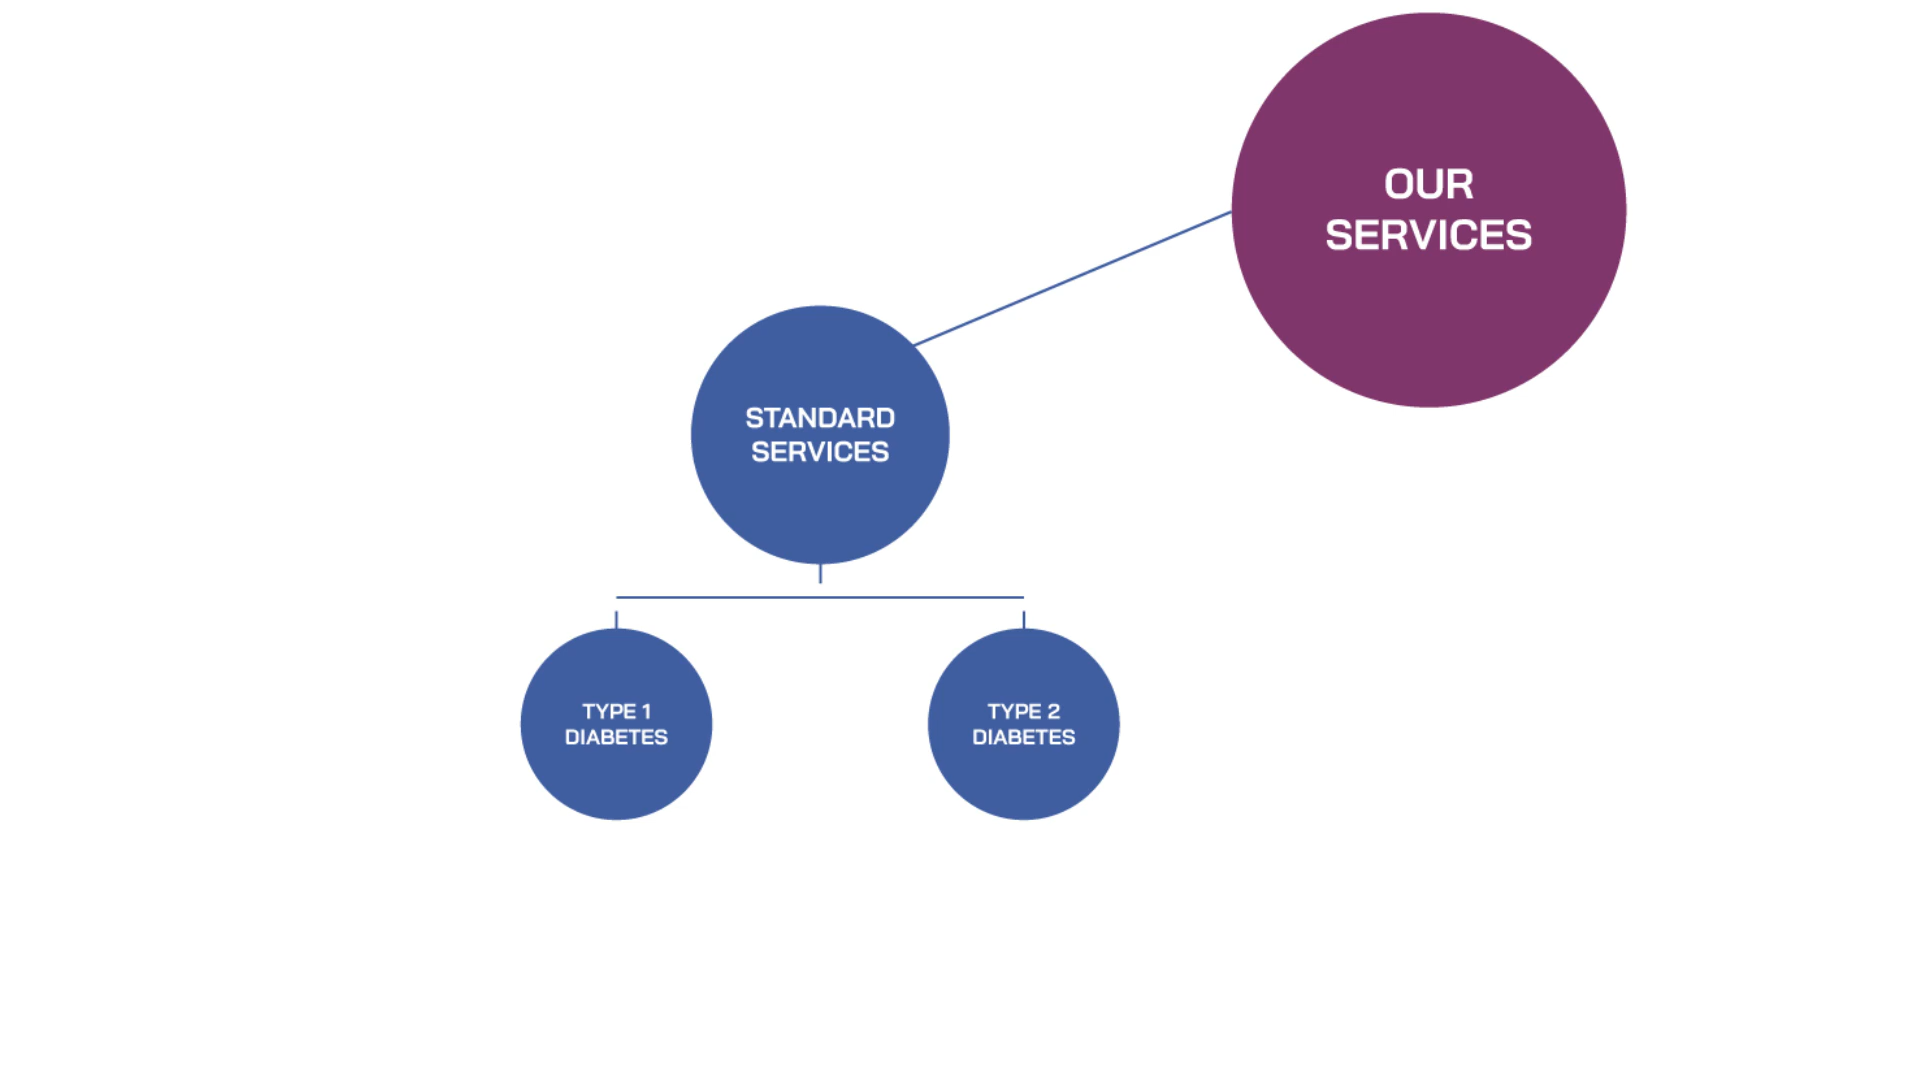 OUR
SERVICES
STANDARD
SERVICES
TYPE 1
DIABETES
TYPE 2
DIABETES